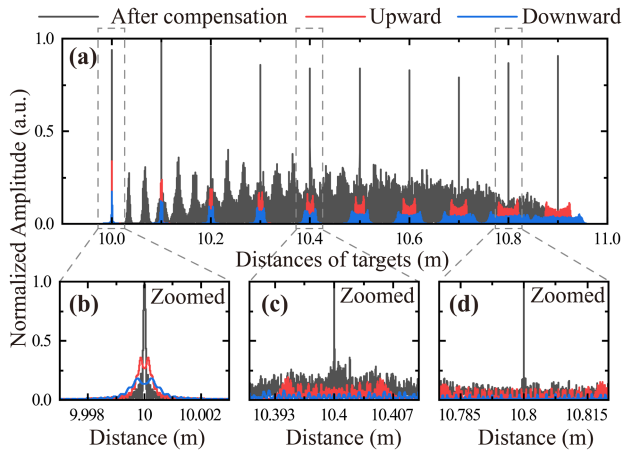 After compensation Upward Downward
(a)
1.0
0.5
0.0
10.0 10.2 10.4 10.6 10.8 11.0
Distances of targets (m)
Normalized Amplitude (a.u.)
(b) Zoomed
(c) Zoomed
(d) Zoomed
1.0
0.5
0.0
9.998 10 10.002
10.393 10.4 10.407
10.785 10.8 10.815
Distance (m)
Distance (m)
Distance (m)